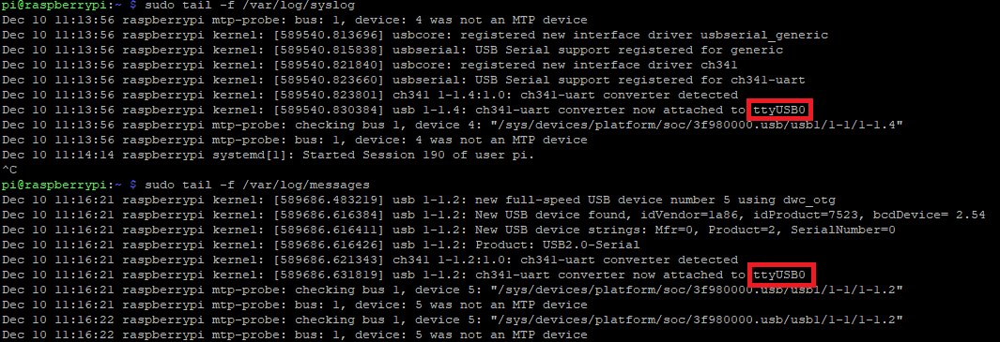 pi@raspberrypi:~ $ sudo tail -f /var/log/syslog
Dec 10 11:13:56 raspberrypi mtp-probe: bus: 1, device: 4 was not an MTP device
Dec 10 11:13:56 raspberrypi kernel: [589540.813696] usbcore: registered new interface driver usbserial_generic
Dec 10 11:13:56 raspberrypi kernel: [589540.815838] usbserial: USB Serial support registered for generic
Dec 10 11:13:56 raspberrypi kernel: [589540.821840] usbcore: registered new interface driver ch341
Dec 10 11:13:56 raspberrypi kernel: [589540.823660] usbserial: USB Serial support registered for ch341-uart
Dec 10 11:13:56 raspberrypi kernel: [589540.823801] ch341 1-1.4:1.0: ch341-uart converter detected
Dec 10 11:13:56 raspberrypi kernel: [589540.830384] usb 1-1.4: ch341-uart converter now attached to ttyUSB0
Dec 10 11:13:56 raspberrypi mtp-probe: checking bus 1, device 4: "/sys/devices/platform/soc/3f980000.usb/usb1/1-1/1-1.4"
Dec 10 11:13:56 raspberrypi mtp-probe: bus: 1, device: 4 was not an MTP device
Dec 10 11:14:14 raspberrypi systemd[1]: Started Session 190 of user pi.
^C
pi@raspberrypi:~ $ sudo tail -f /var/log/messages
Dec 10 11:16:21 raspberrypi kernel: [589686.483219] usb 1-1.2: new full-speed USB device number 5 using dwc_otg
Dec 10 11:16:21 raspberrypi kernel: [589686.616384] usb 1-1.2: New USB device found, idVendor=1a86, idProduct=7523, bcdDevice= 2.54
Dec 10 11:16:21 raspberrypi kernel: [589686.616411] usb 1-1.2: New USB device strings: Mfr=0, Product=2, SerialNumber=0
Dec 10 11:16:21 raspberrypi kernel: [589686.616426] usb 1-1.2: Product: USB2.0-Serial
Dec 10 11:16:21 raspberrypi kernel: [589686.621343] ch341 1-1.2:1.0: ch341-uart converter detected
Dec 10 11:16:21 raspberrypi kernel: [589686.631819] usb 1-1.2: ch341-uart converter now attached to ttyUSB0
Dec 10 11:16:21 raspberrypi mtp-probe: checking bus 1, device 5: "/sys/devices/platform/soc/3f980000.usb/usb1/1-1/1-1.2"
Dec 10 11:16:21 raspberrypi mtp-probe: bus: 1, device: 5 was not an MTP device
Dec 10 11:16:22 raspberrypi mtp-probe: checking bus 1, device 5: "/sys/devices/platform/soc/3f980000.usb/usb1/1-1/1-1.2"
Dec 10 11:16:22 raspberrypi mtp-probe: bus: 1, device: 5 was not an MTP device